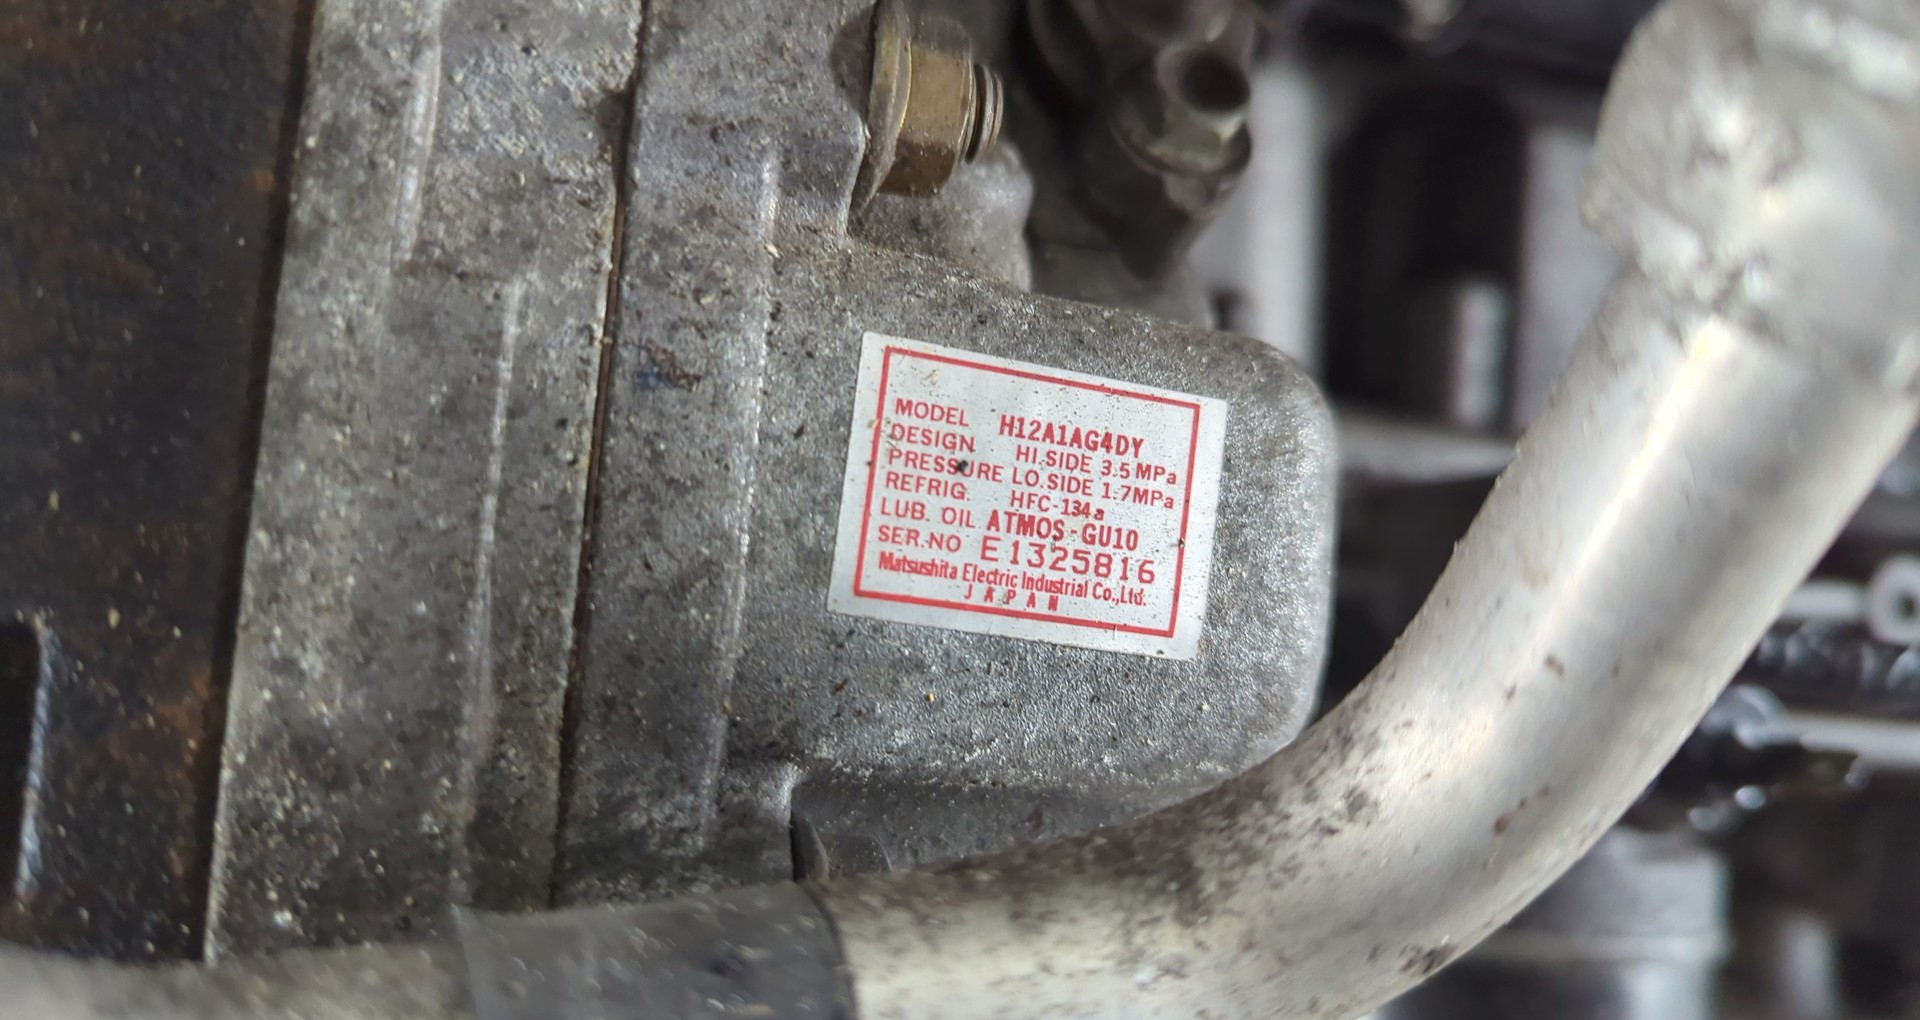 MODEL H12A1AG4DY
DESIGN HI.SIDE 3.5 MPa
PRESSURE LO.SIDE 1.7MPa
REFRIG. HFC-134a
LUB. OIL ATMOS-GU10
SER.NO E1325816
Matsushita Electric Industrial Co.,Ltd.
JAPAN